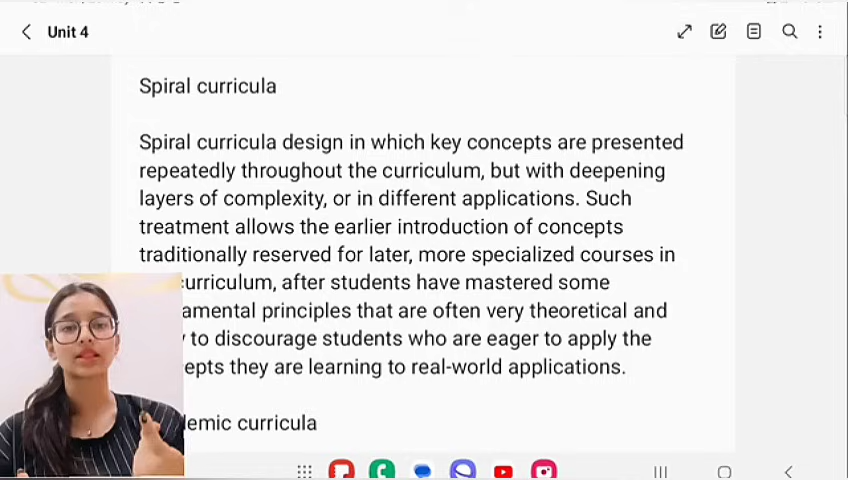 Unit 4
Spiral curricula
Spiral curricula design in which key concepts are presented
repeatedly throughout the curriculum, but with deepening
layers of complexity, or in different applications. Such
treatment allows the earlier introduction of concepts
traditionally reserved for later, more specialized courses in
curriculum, after students have mastered some
amental principles that are often very theoretical and
y to discourage students who are eager to apply the
epts they are learning to real-world applications.
demic curricula